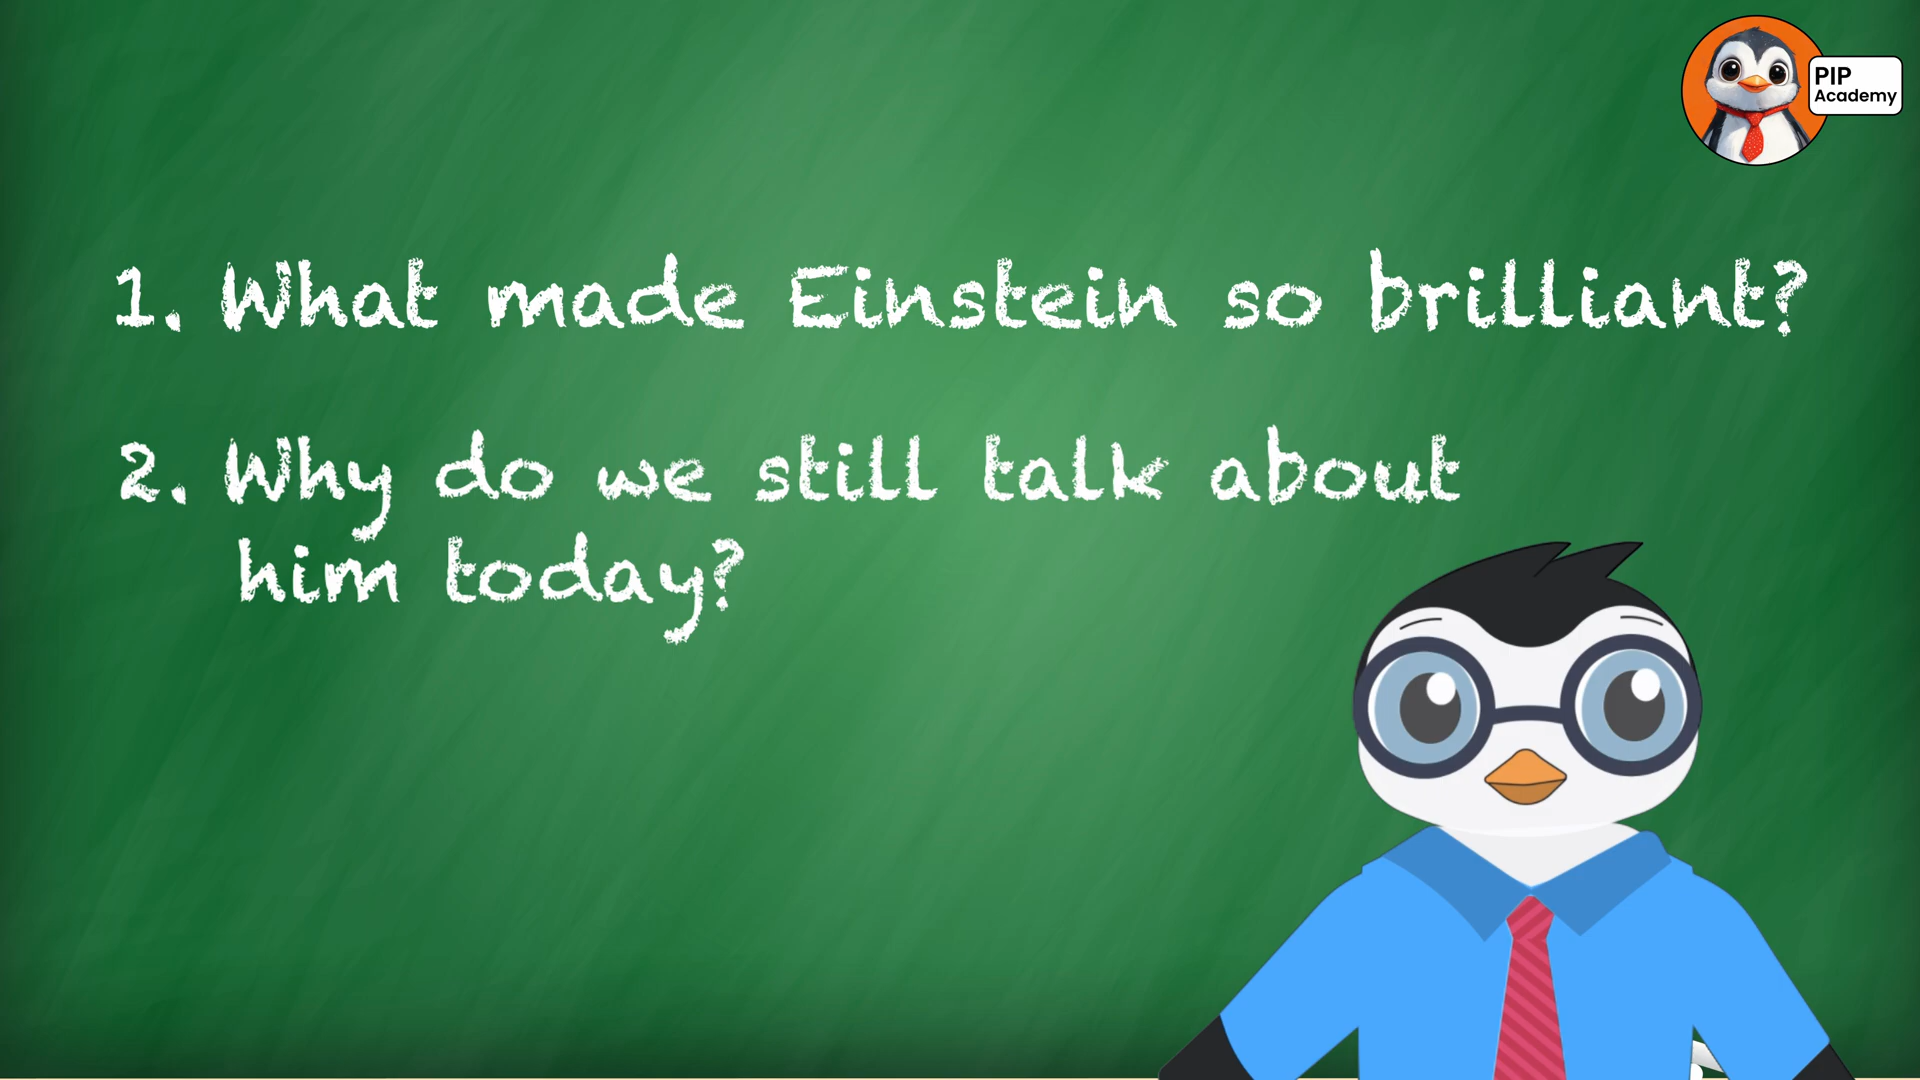 PIP
Academy
1. What made Einstein so brilliant?
2. Why do we still talk about
him today?